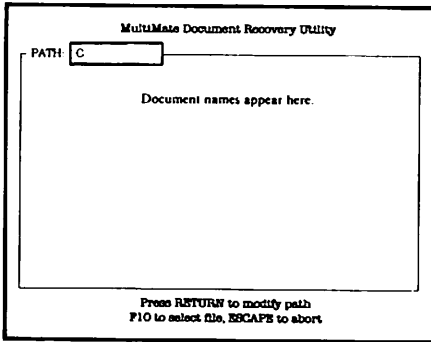 MultiMate Document Recovery Utility
PATH: C
Document names appear here.
Press RETURN to modify path
F10 to select file, ESCAPE to abort